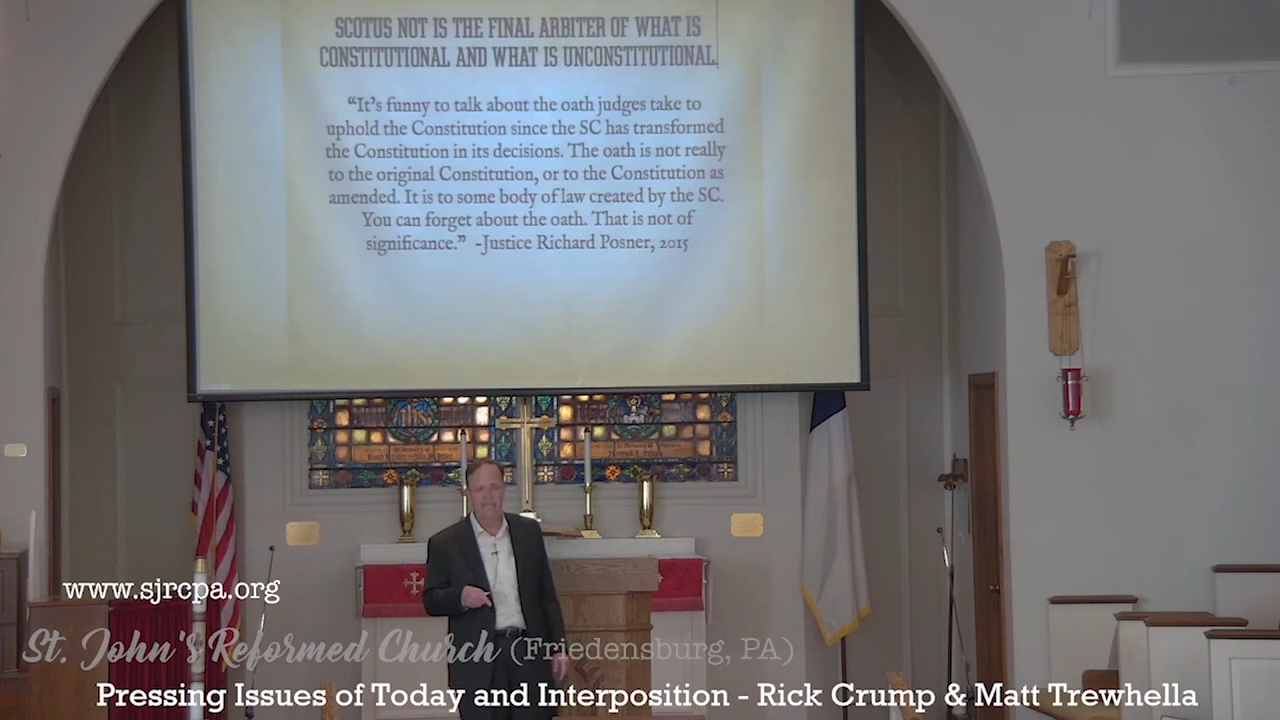 SCOTUS NOT IS THE FINAL ARBITER OF WHAT IS
CONSTITUTIONAL AND WHAT IS UNCONSTITUTIONAL.
“It’s funny to talk about the oath judges take to
uphold the Constitution since the SC has transformed
the Constitution in its decisions. The oath is not really
to the original Constitution, or to the Constitution as
amended. It is to some body of law created by the SC.
You can forget about the oath. That is not of
significance.” -Justice Richard Posner, 2015
www.sjrcpa.org
St. John's Reformed Church (Friedensburg, PA)
Pressing Issues of Today and Interposition - Rick Crump & Matt Trewhella